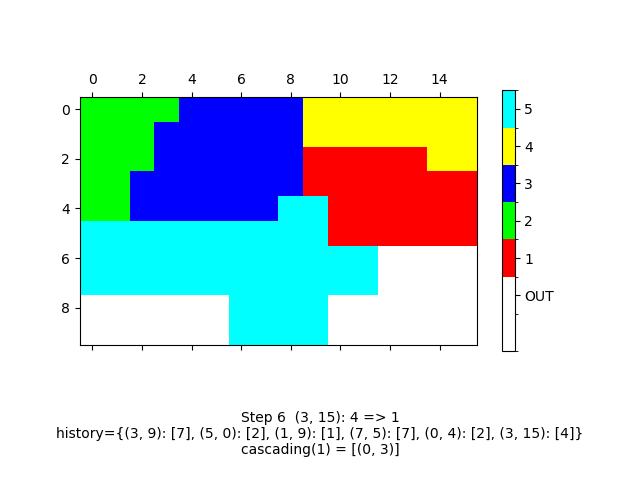 0 2 4 6 8 10 12 14
0
2
4
6
8
5
4
3
2
1
OUT
Step 6  (3, 15): 4 => 1
history={(3, 9): [7], (5, 0): [2], (1, 9): [1], (7, 5): [7], (0, 4): [2], (3, 15): [4]}
cascading(1) = [(0, 3)]